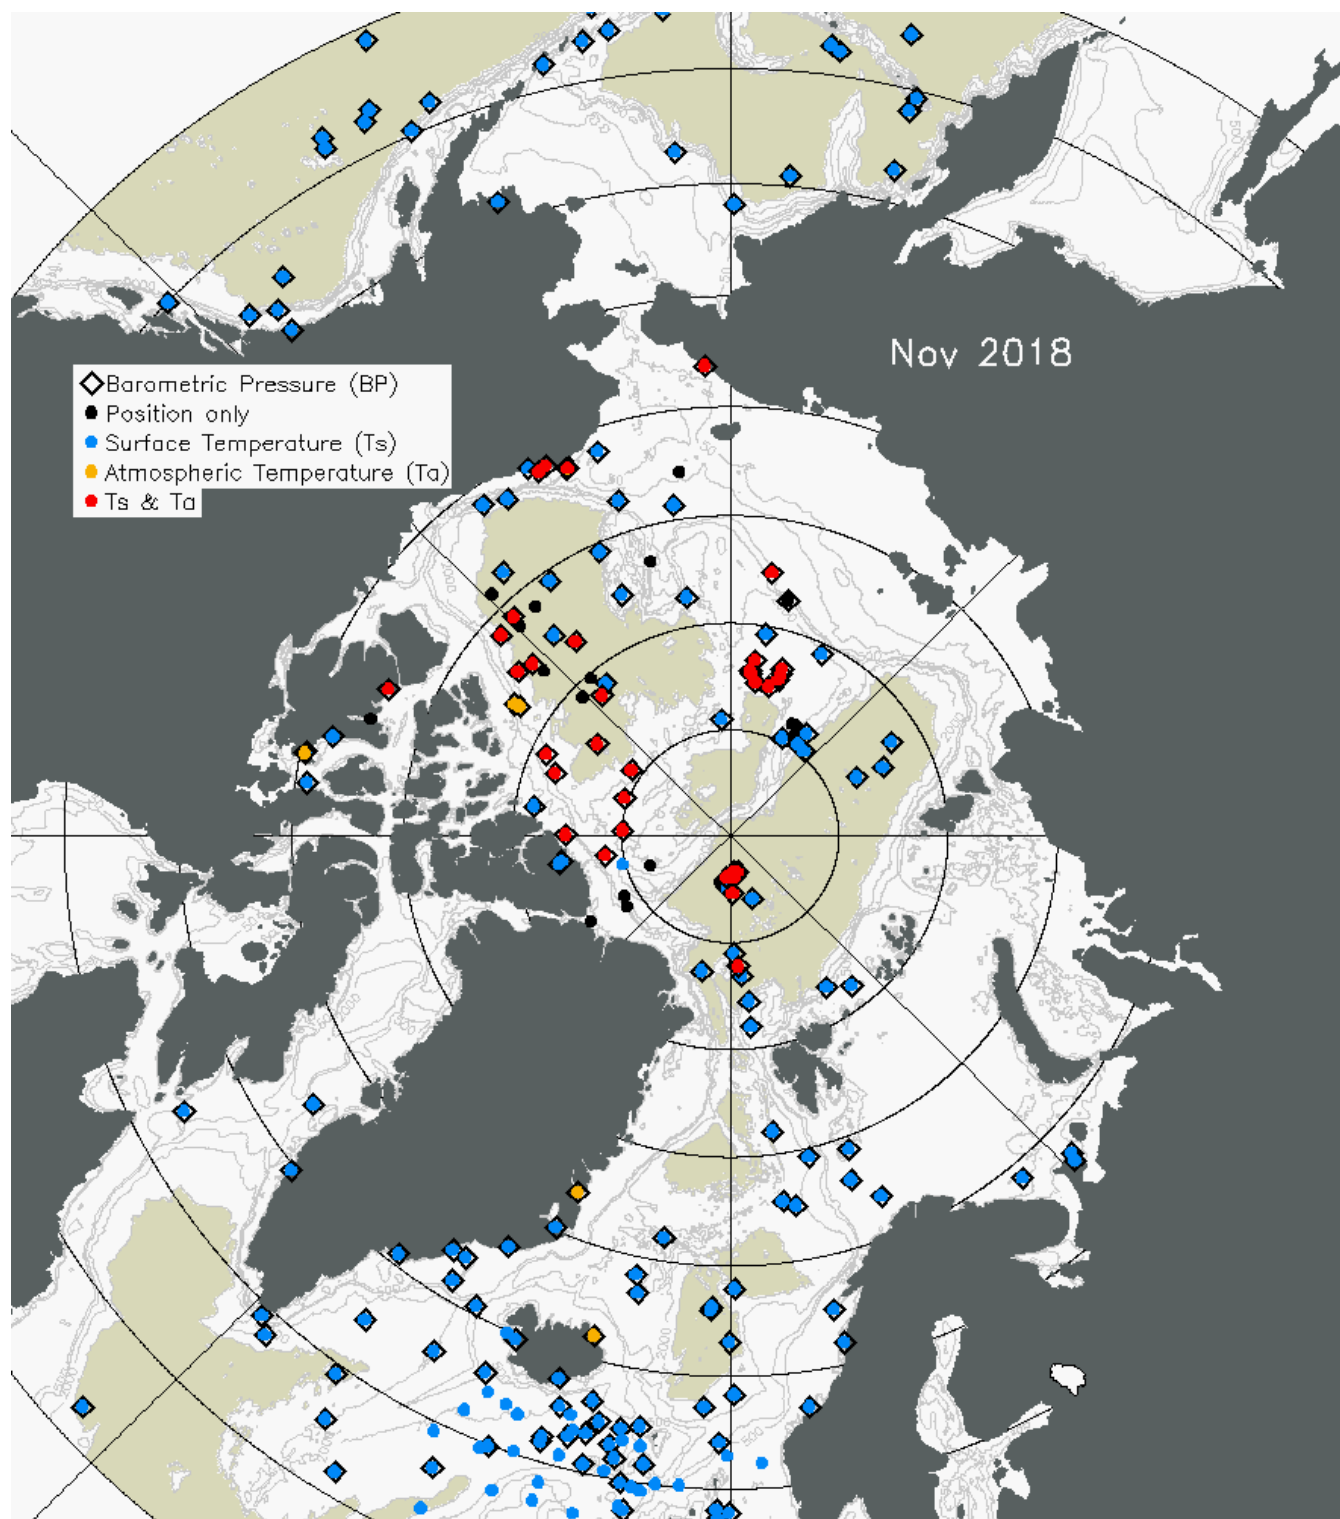 Nov 2018
Barometric Pressure (BP)
Position only
Surface Temperature (Ts)
Atmospheric Temperature (Ta)
Ts & Ta